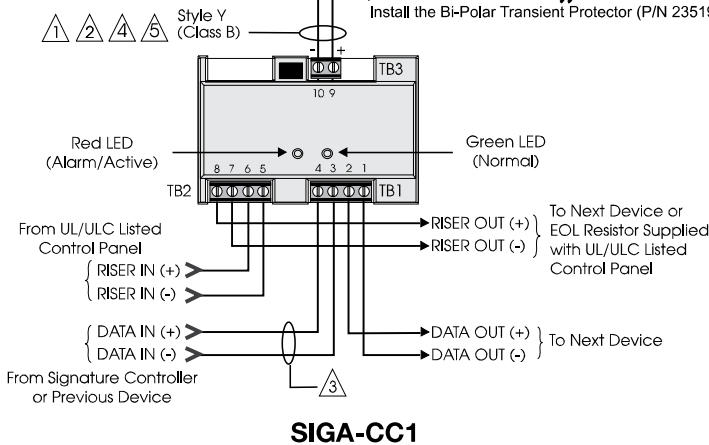 Install the Bi-Polar Transient Protector (P/N 23519
1 2 4 5
Style Y
(Class B)
- +
TB3
10 9
Red LED
(Alarm/Active)
Green LED
(Normal)
8 7 6 5 4 3 2 1
TB2
TB1
From UL/ULC Listed
Control Panel
RISER IN (+)
RISER IN (-)
RISER OUT (+)
RISER OUT (-)
To Next Device or
EOL Resistor Supplied
with UL/ULC Listed
Control Panel
DATA IN (+)
DATA IN (-)
DATA OUT (+)
DATA OUT (-)
To Next Device
From Signature Controller
or Previous Device
3
SIGA-CC1